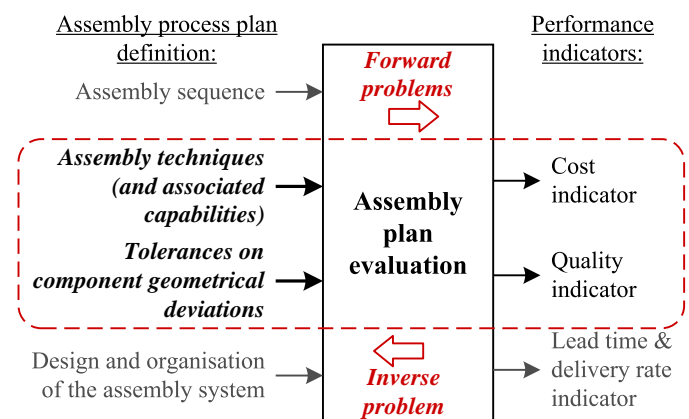 Assembly process plan
definition:
Assembly sequence
Assembly techniques
(and associated
capabilities)
Tolerances on
component geometrical
deviations
Design and organisation
of the assembly system
Forward
problems
Assembly
plan
evaluation
Inverse
problem
Performance
indicators:
Cost
indicator
Quality
indicator
Lead time &
delivery rate
indicator